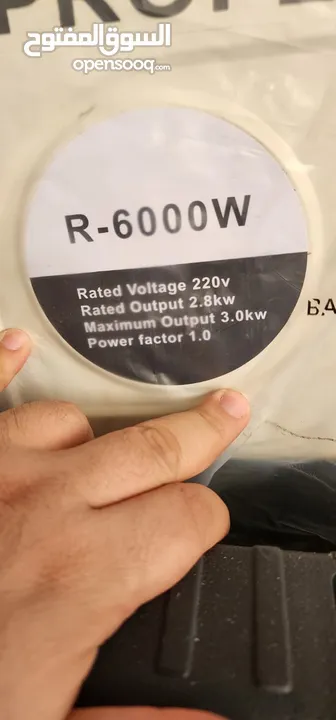 السوق المفتوح
opensooq.com
R-6000W
Rated Voltage 220v
Rated Output 2.8kw
Maximum Output 3.0kw
Power factor 1.0